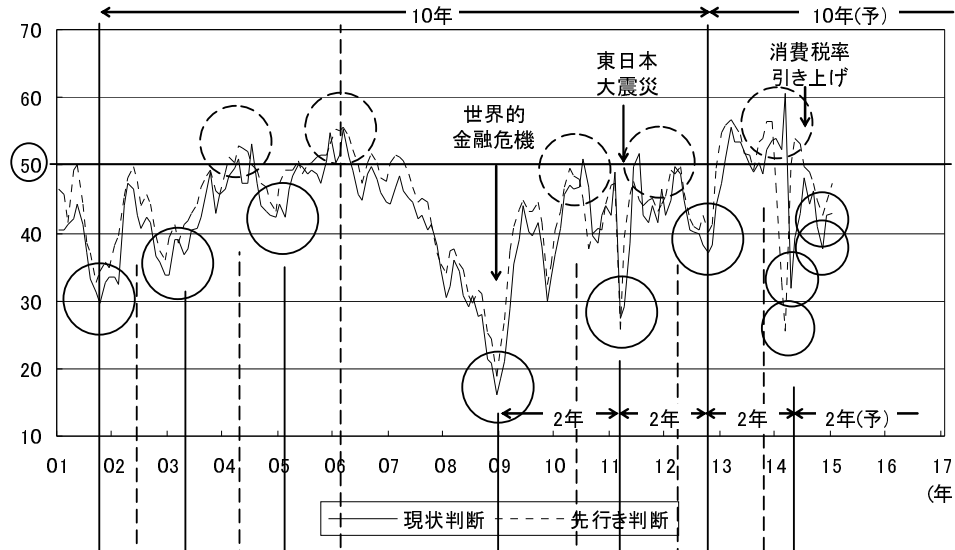 10年
10年(予)
70
60
50
40
30
20
10
世界的
金融危機
東日本
大震災
消費税率
引き上げ
2年
2年
2年
2年(予)
01 02 03 04 05 06 07 08 09 10 11 12 13 14 15 16 17
(年
現状判断
先行き判断